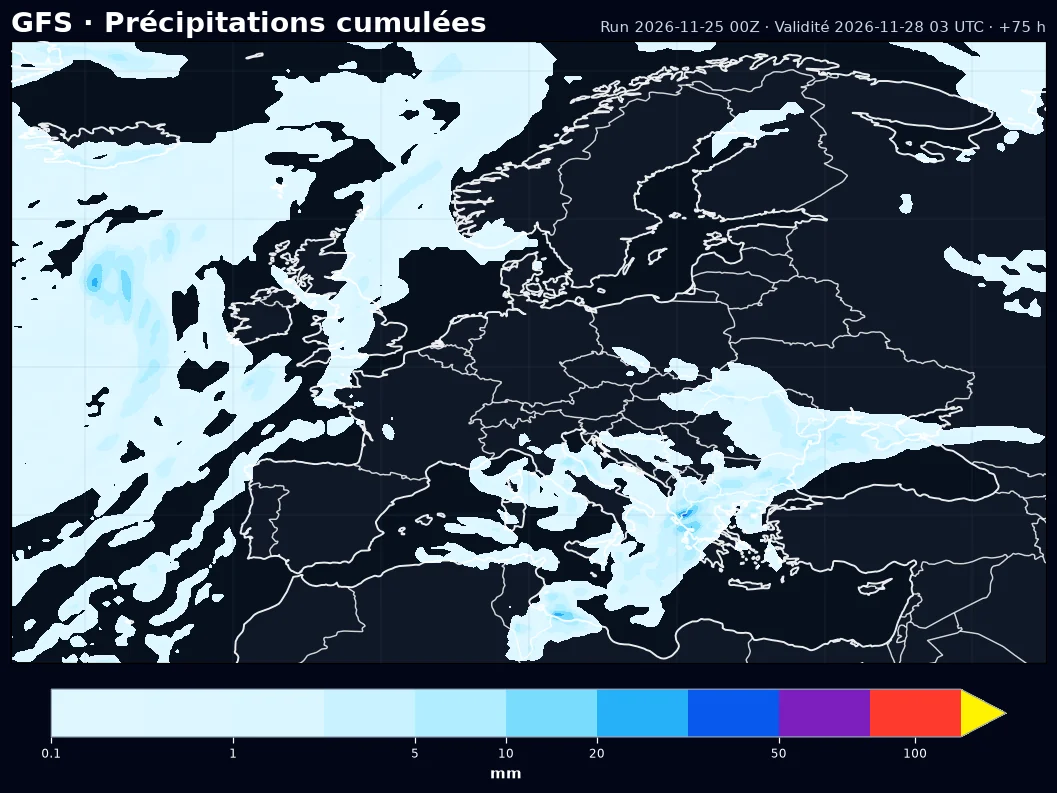 GFS · Précipitations cumulées
Run 2026-11-25 00Z · Validité 2026-11-28 03 UTC · +75 h
0.1 1 5 10 20 50 100
mm